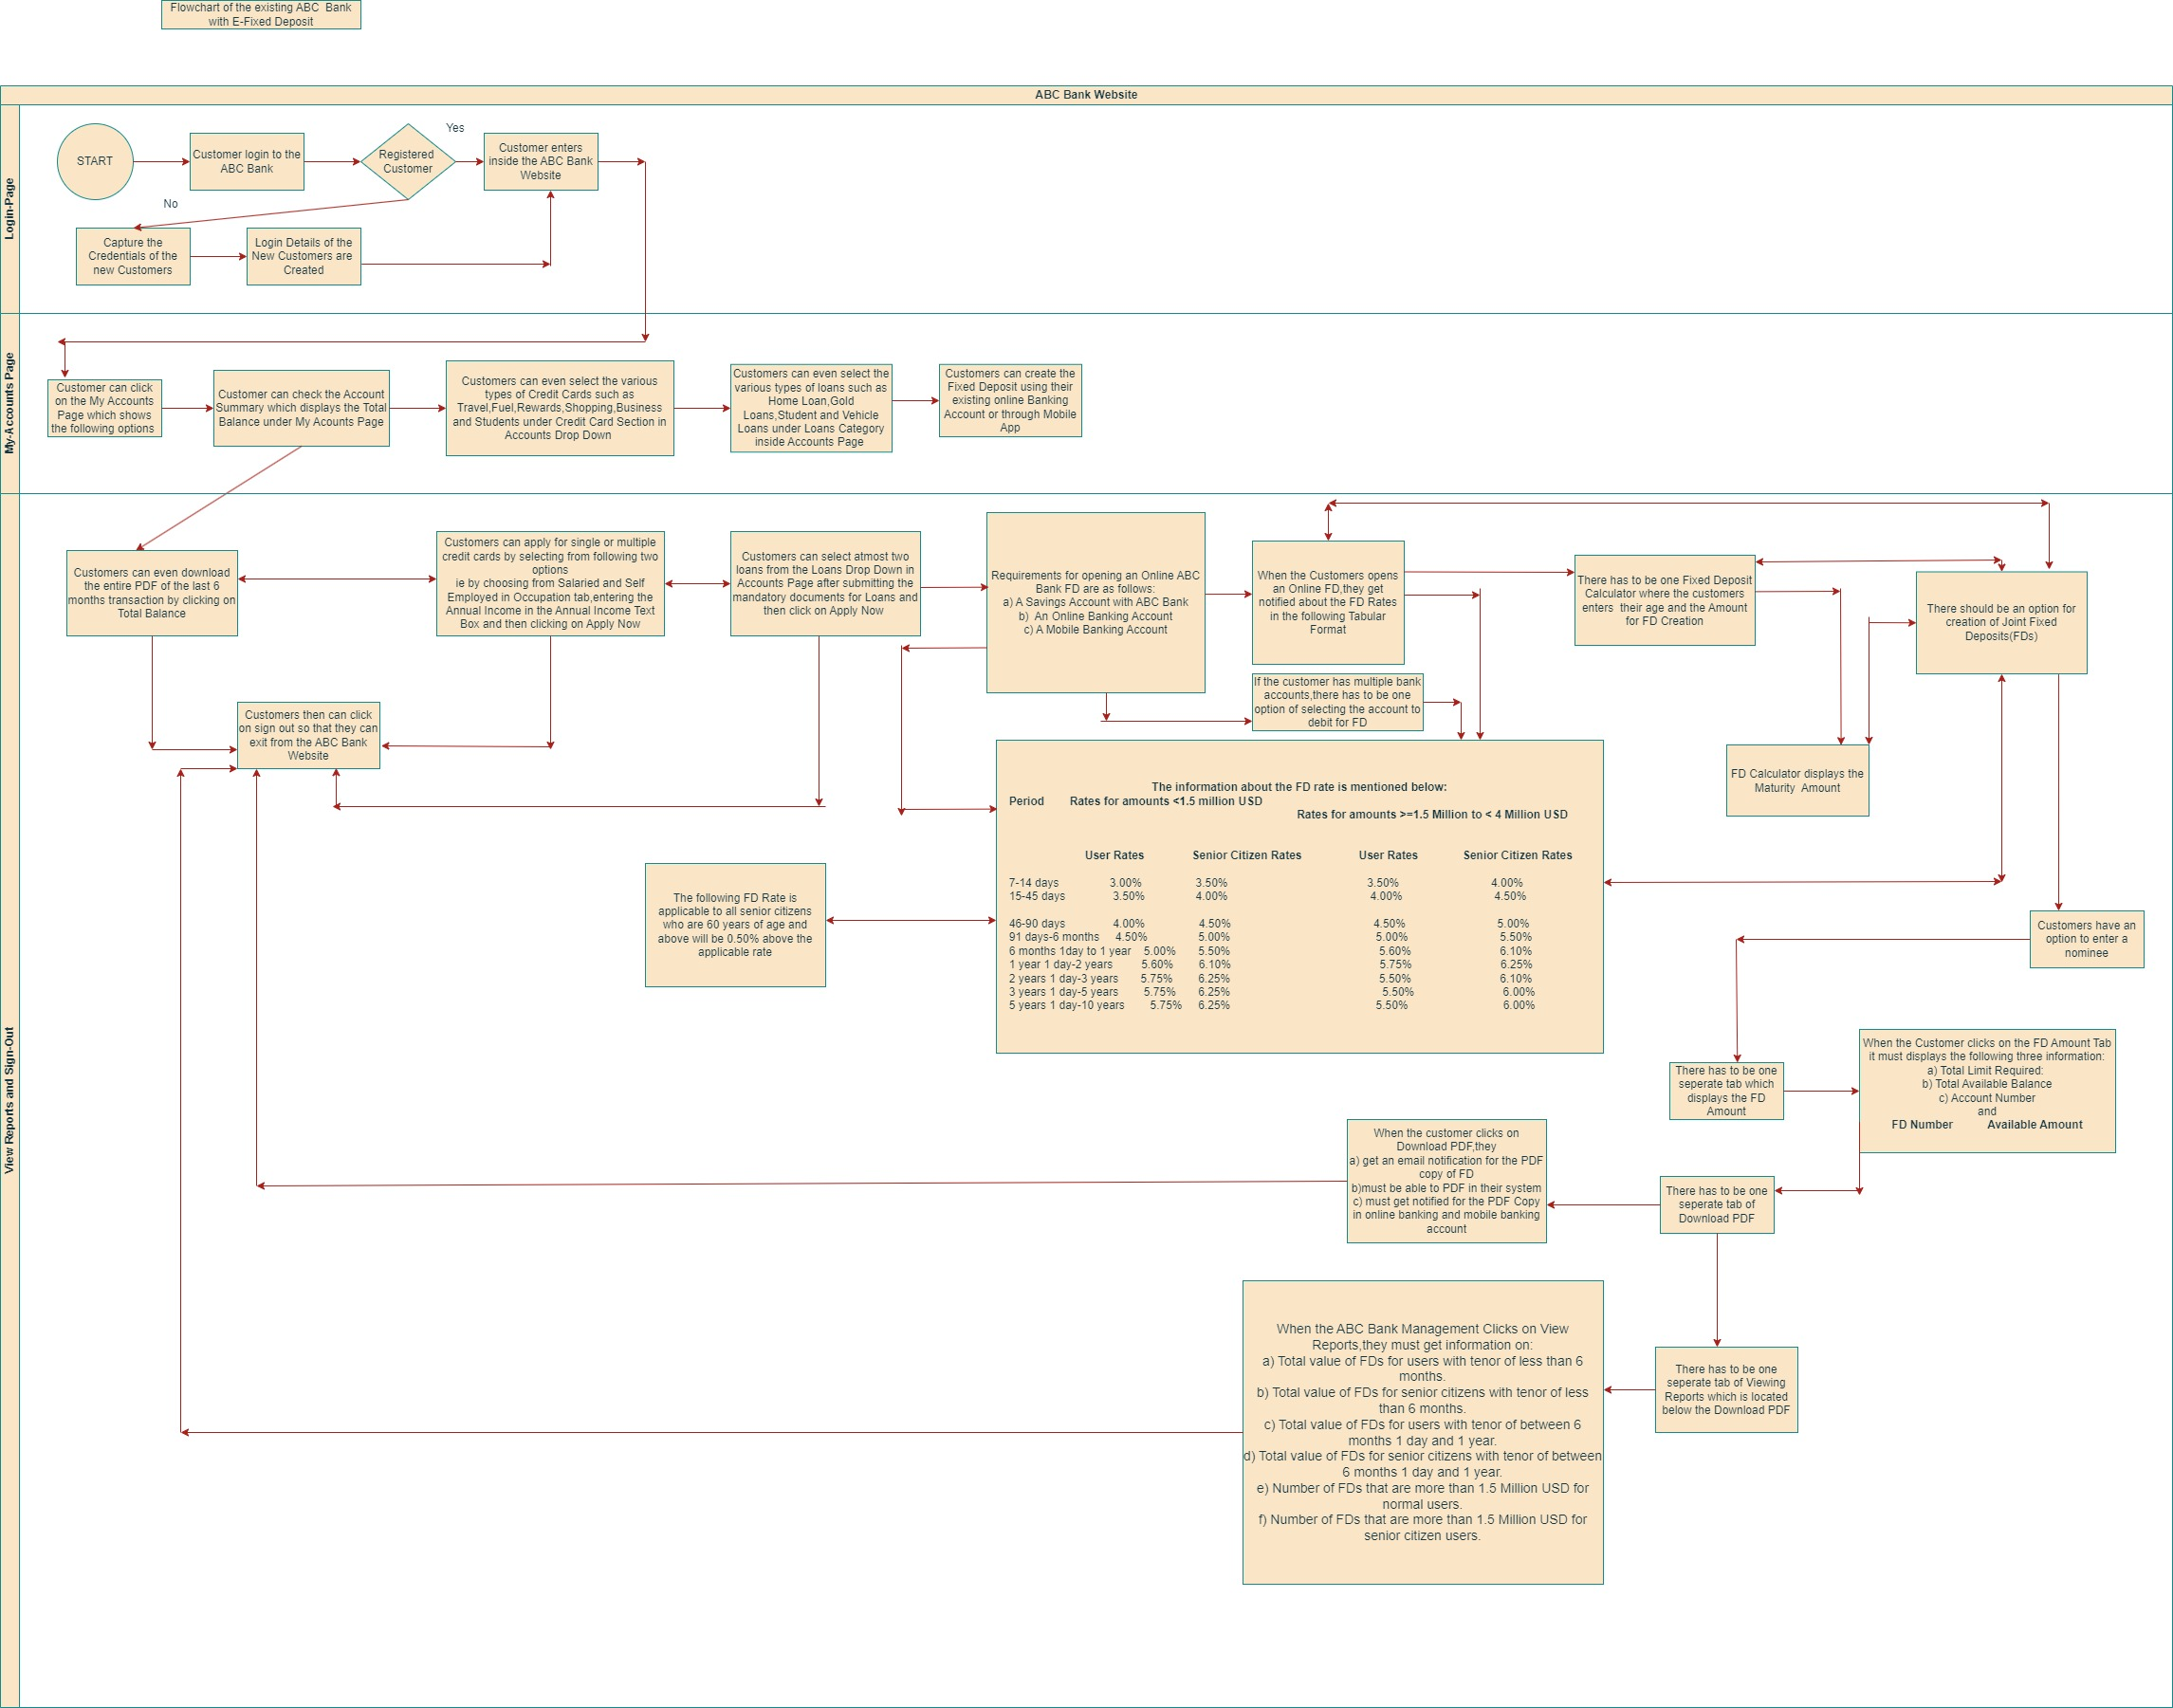 Flowchart of the existing ABC  Bank
with E-Fixed Deposit
ABC Bank Website
Login-Page
START
Customer login to the
ABC Bank
Registered
Customer
Yes
Customer enters
inside the ABC Bank
Website
No
Capture the
Credentials of the
new Customers
Login Details of the
New Customers are
Created
My-Accounts Page
Customer can click
on the My Accounts
Page which shows
the following options
Customer can check the Account
Summary which displays the Total
Balance under My Acounts Page
Customers can even select the various
types of Credit Cards such as
Travel,Fuel,Rewards,Shopping,Business
and Students under Credit Card Section in
Accounts Drop Down
Customers can even select the
various types of loans such as
Home Loan,Gold
Loans,Student and Vehicle
Loans under Loans Category
inside Accounts Page
Customers can create the
Fixed Deposit using their
existing online Banking
Account or through Mobile
App
View Reports and Sign-Out
Customers can even download
the entire PDF of the last 6
months transaction by clicking on
Total Balance
Customers can apply for single or multiple
credit cards by selecting from following two
options
ie by choosing from Salaried and Self
Employed in Occupation tab,entering the
Annual Income in the Annual Income Text
Box and then clicking on Apply Now
Customers can select atmost two
loans from the Loans Drop Down in
Accounts Page after submitting the
mandatory documents for Loans and
then click on Apply Now
Requirements for opening an Online ABC
Bank FD are as follows:
a) A Savings Account with ABC Bank
b)  An Online Banking Account
c) A Mobile Banking Account
When the Customers opens
an Online FD,they get
notified about the FD Rates
in the following Tabular
Format
There has to be one Fixed Deposit
Calculator where the customers
enters  their age and the Amount
for FD Creation
There should be an option for
creation of Joint Fixed
Deposits(FDs)
If the customer has multiple bank
accounts,there has to be one
option of selecting the account to
debit for FD
Customers then can click
on sign out so that they can
exit from the ABC Bank
Website
FD Calculator displays the
Maturity  Amount
The information about the FD rate is mentioned below:
Period Rates for amounts <1.5 million USD
Rates for amounts >=1.5 Million to < 4 Million USD
User Rates Senior Citizen Rates User Rates Senior Citizen Rates
7-14 days 3.00% 3.50% 3.50% 4.00%
15-45 days 3.50% 4.00% 4.00% 4.50%
46-90 days 4.00% 4.50% 4.50% 5.00%
91 days-6 months 4.50% 5.00% 5.00% 5.50%
6 months 1day to 1 year 5.00% 5.50% 5.60% 6.10%
1 year 1 day-2 years 5.60% 6.10% 5.75% 6.25%
2 years 1 day-3 years 5.75% 6.25% 5.50% 6.10%
3 years 1 day-5 years 5.75% 6.25% 5.50% 6.00%
5 years 1 day-10 years 5.75% 6.25% 5.50% 6.00%
The following FD Rate is
applicable to all senior citizens
who are 60 years of age and
above will be 0.50% above the
applicable rate
Customers have an
option to enter a
nominee
There has to be one
seperate tab which
displays the FD
Amount
When the Customer clicks on the FD Amount Tab
it must displays the following three information:
a) Total Limit Required:
b) Total Available Balance
c) Account Number
and
FD Number Available Amount
When the customer clicks on
Download PDF,they
a) get an email notification for the PDF
copy of FD
b)must be able to PDF in their system
c) must get notified for the PDF Copy
in online banking and mobile banking
account
There has to be one
seperate tab of
Download PDF
When the ABC Bank Management Clicks on View
Reports,they must get information on:
a) Total value of FDs for users with tenor of less than 6
months.
b) Total value of FDs for senior citizens with tenor of less
than 6 months.
c) Total value of FDs for users with tenor of between 6
months 1 day and 1 year.
d) Total value of FDs for senior citizens with tenor of between
6 months 1 day and 1 year.
e) Number of FDs that are more than 1.5 Million USD for
normal users.
f) Number of FDs that are more than 1.5 Million USD for
senior citizen users.
There has to be one
seperate tab of Viewing
Reports which is located
below the Download PDF